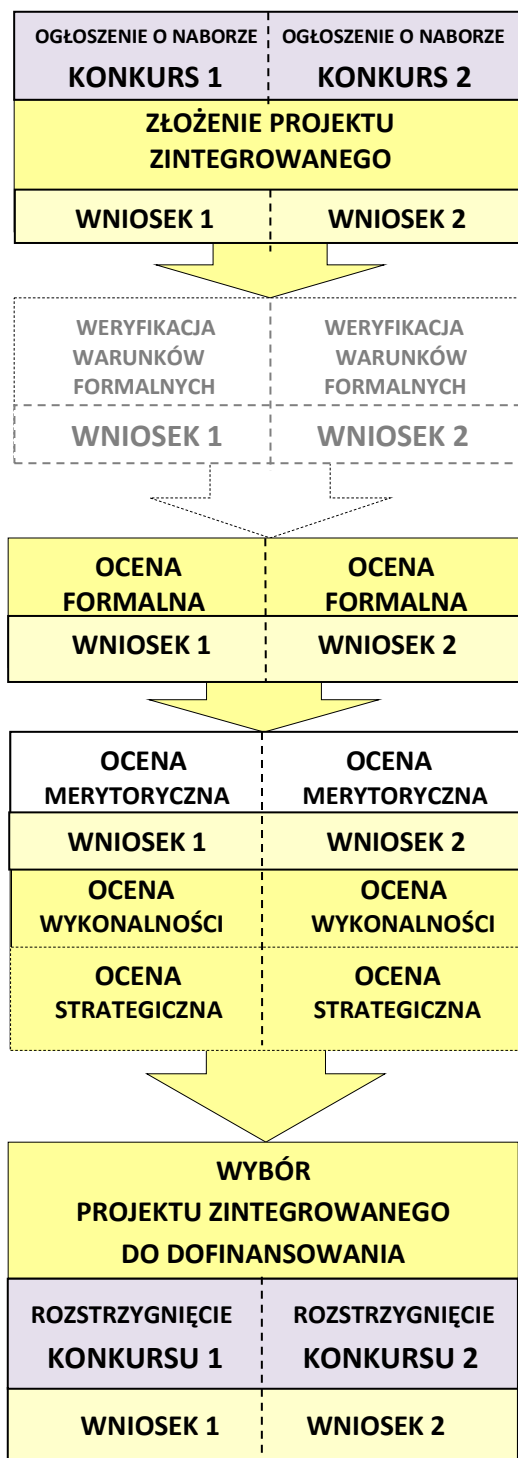 OGŁOSZENIE O NABORZE OGŁOSZENIE O NABORZE
KONKURS 1 KONKURS 2
ZŁOŻENIE PROJEKTU
ZINTEGROWANEGO
WNIOSEK 1 WNIOSEK 2
WERYFIKACJA WERYFIKACJA
WARUNKÓW WARUNKÓW
FORMALNYCH FORMALNYCH
WNIOSEK 1 WNIOSEK 2
OCENA OCENA
FORMALNA FORMALNA
WNIOSEK 1 WNIOSEK 2
OCENA OCENA
MERYTORYCZNA MERYTORYCZNA
WNIOSEK 1 WNIOSEK 2
OCENA OCENA
WYKONALNOŚCI WYKONALNOŚCI
OCENA OCENA
STRATEGICZNA STRATEGICZNA
WYBÓR
PROJEKTU ZINTEGROWANEGO
DO DOFINANSOWANIA
ROZSTRZYGNIĘCIE ROZSTRZYGNIĘCIE
KONKURSU 1 KONKURSU 2
WNIOSEK 1 WNIOSEK 2